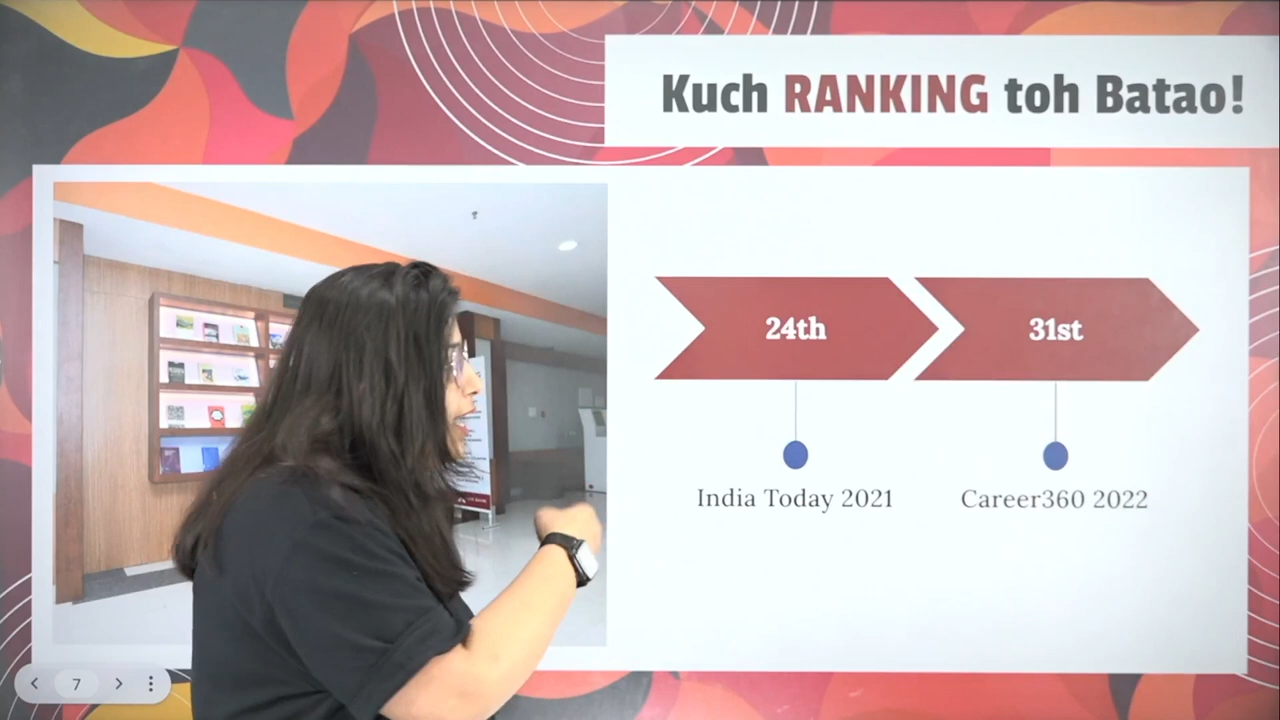 Kuch RANKING toh Batao!
24th
31st
India Today 2021
Career360 2022
7